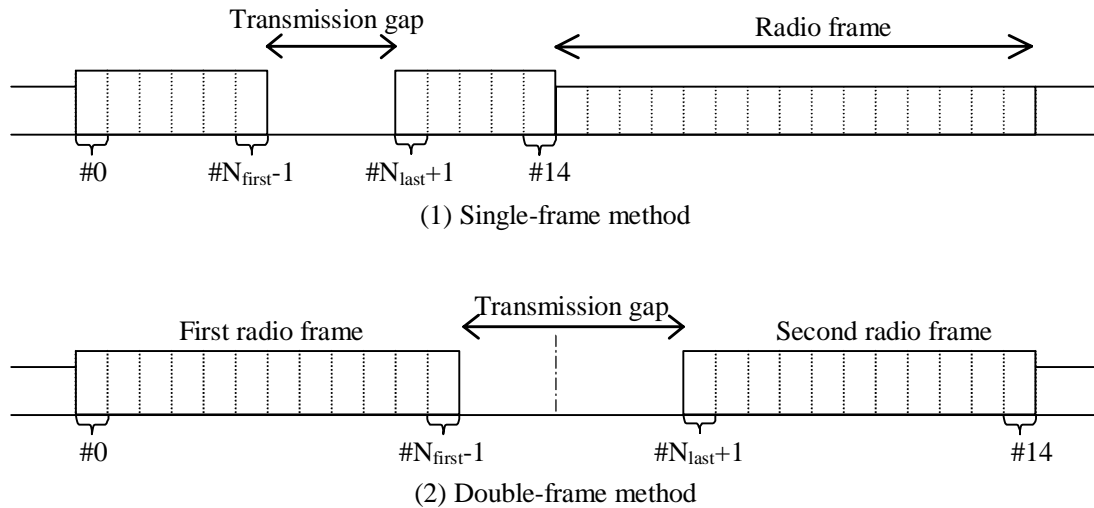 Transmission gap
Radio frame
#0 #Nfirst-1 #Nlast+1 #14
(1) Single-frame method
Transmission gap
First radio frame Second radio frame
#0 #Nfirst-1 #Nlast+1 #14
(2) Double-frame method